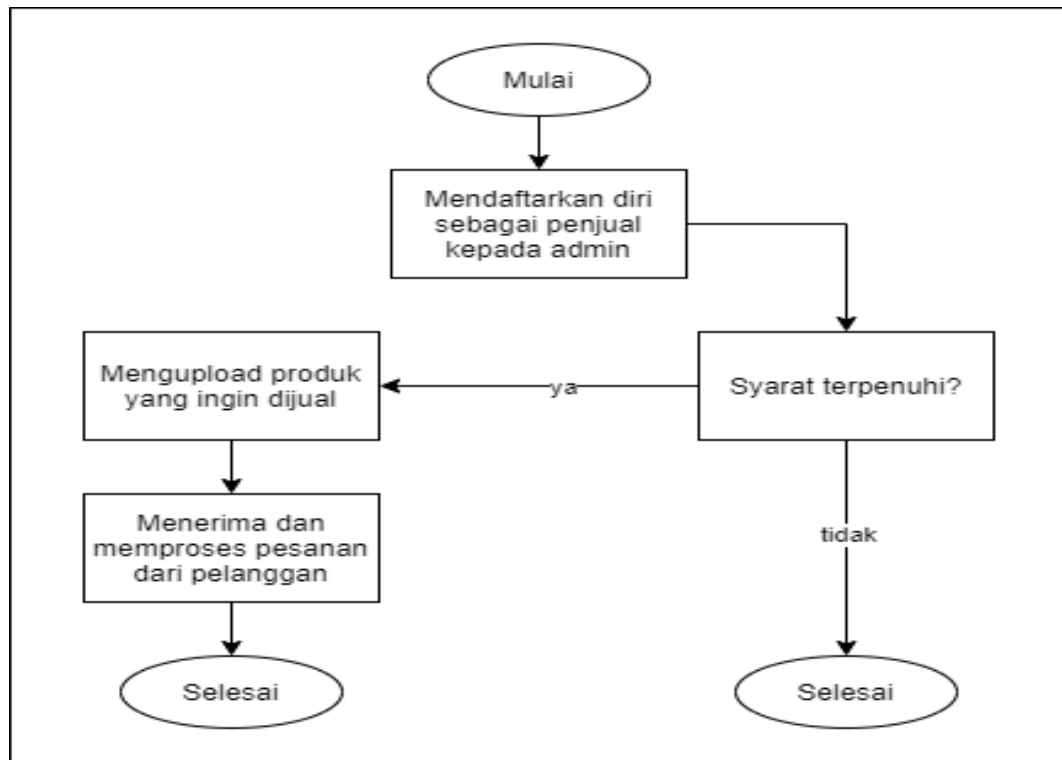 Mulai
Mendaftarkan diri
sebagai penjual
kepada admin
Syarat terpenuhi?
ya
Mengupload produk
yang ingin dijual
Menerima dan
memproses pesanan
dari pelanggan
tidak
Selesai
Selesai